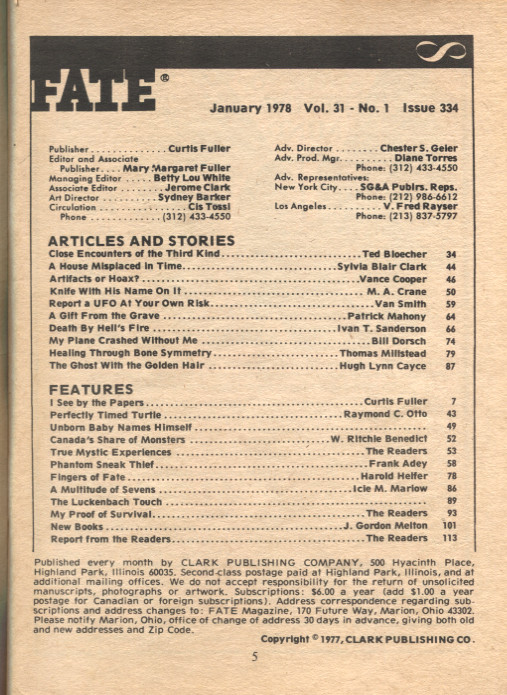 FATE®
January 1978 Vol. 31 - No. 1 Issue 334
Publisher............. Curtis Fuller
Editor and Associate
Publisher.... Mary Margaret Fuller
Managing Editor ..... Betty Lou White
Associate Editor ...... Jerome Clark
Art Director ......... Sydney Barker
Circulation ............. Cis Tossi
Phone ............. (312) 433-4550
Adv. Director ....... Chester S. Geier
Adv. Prod. Mgr......... Diane Torres
Phone: (312) 433-4550
Adv. Representatives:
New York City.... SG&A Publrs. Reps.
Phone: (212) 986-6612
Los Angeles........ V. Fred Rayser
Phone: (213) 837-5797
ARTICLES AND STORIES
Close Encounters of the Third Kind........................ Ted Bloecher 34
A House Misplaced in Time........................ Sylvia Blair Clark 44
Artifacts or Hoax?........................ Vance Cooper 46
Knife With His Name On It ........................ M. A. Crane 50
Report a UFO At Your Own Risk........................ Van Smith 59
A Gift From the Grave ........................ Patrick Mahony 64
Death By Hell's Fire ........................ Ivan T. Sanderson 66
My Plane Crashed Without Me ........................ Bill Dorsch 74
Healing Through Bone Symmetry........................ Thomas Millstead 79
The Ghost With the Golden Hair ........................ Hugh Lynn Cayce 87
FEATURES
I See by the Papers........................ Curtis Fuller 7
Perfectly Timed Turtle ........................ Raymond C. Otto 43
Unborn Baby Names Himself ........................ 49
Canada's Share of Monsters ........................ W. Ritchie Benedict 52
True Mystic Experiences ........................ The Readers 53
Phantom Sneak Thief........................ Frank Adey 58
Fingers of Fate........................ Harold Helfer 78
A Multitude of Sevens ........................ Icie M. Marlow 86
The Luckenbach Touch ........................ 89
My Proof of Survival........................ The Readers 93
New Books ........................ J. Gordon Melton 101
Report from the Readers........................ The Readers 113
Published every month by CLARK PUBLISHING COMPANY, 500 Hyacinth Place,
Highland Park, Illinois 60035. Second-class postage paid at Highland Park, Illinois, and at
additional mailing offices. We do not accept responsibility for the return of unsolicited
manuscripts, photographs or artwork. Subscriptions: $6.00 a year (add $1.00 a year
postage for Canadian or foreign subscriptions). Address correspondence regarding sub-
scriptions and address changes to: FATE Magazine, 170 Future Way, Marion, Ohio 43302.
Please notify Marion, Ohio, office of change of address 30 days in advance, giving both old
and new addresses and Zip Code.
Copyright © 1977, CLARK PUBLISHING CO.
5